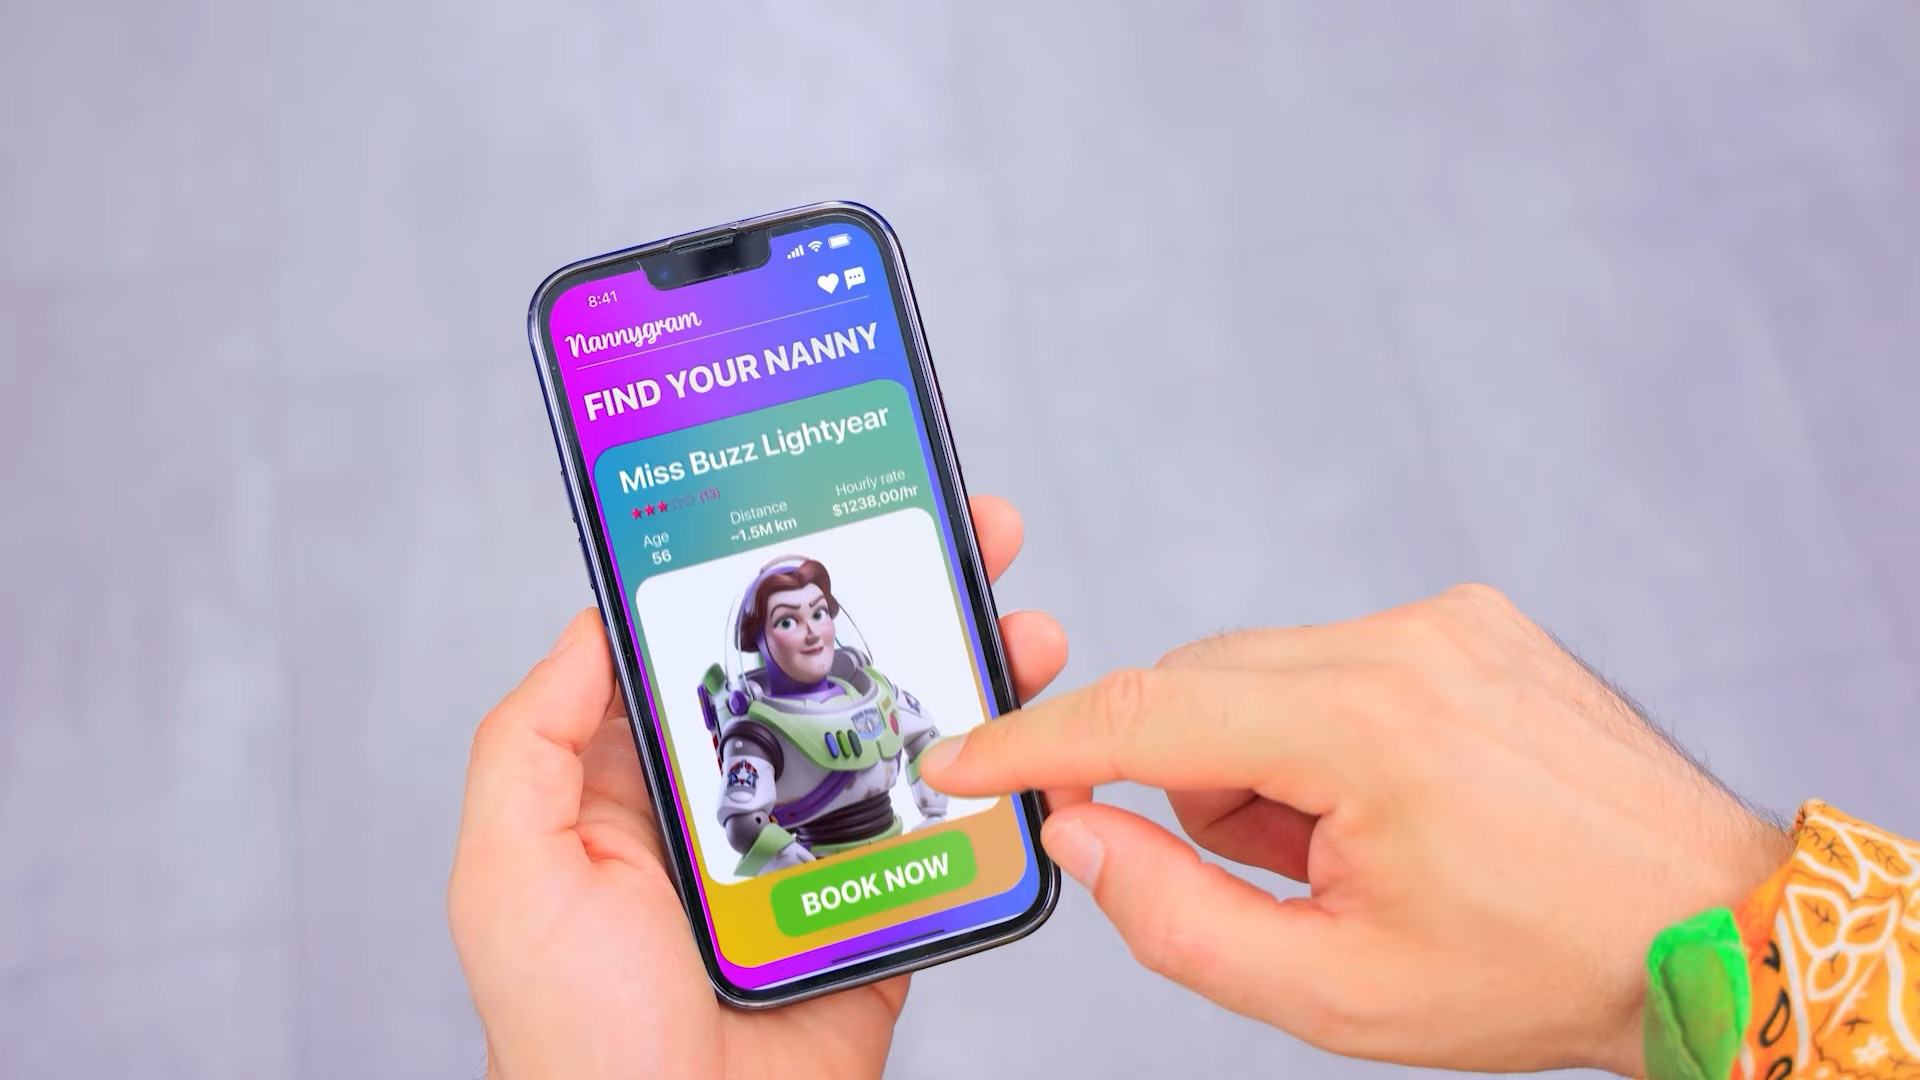 8:41
Nannygram
FIND YOUR NANNY
Miss Buzz Lightyear
(13)
Age
56
Distance
~1.5M km
Hourly rate
$1238,00/hr
BOOK NOW